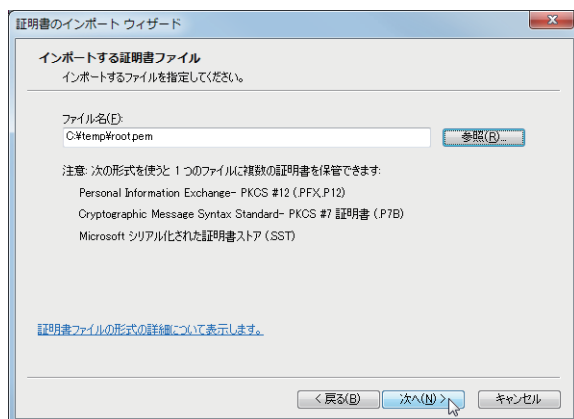 証明書のインポート ウィザード
インポートする証明書ファイル
インポートするファイルを指定してください。
ファイル名(F):
C:¥temp¥root.pem
参照(R)...
注意: 次の形式を使うと 1 つのファイルに複数の証明書を保管できます:
Personal Information Exchange- PKCS #12 (.PFX,.P12)
Cryptographic Message Syntax Standard- PKCS #7 証明書 (.P7B)
Microsoft シリアル化された証明書ストア (.SST)
証明書ファイルの形式の詳細について表示します。
< 戻る(B)
次へ(N) >
キャンセル